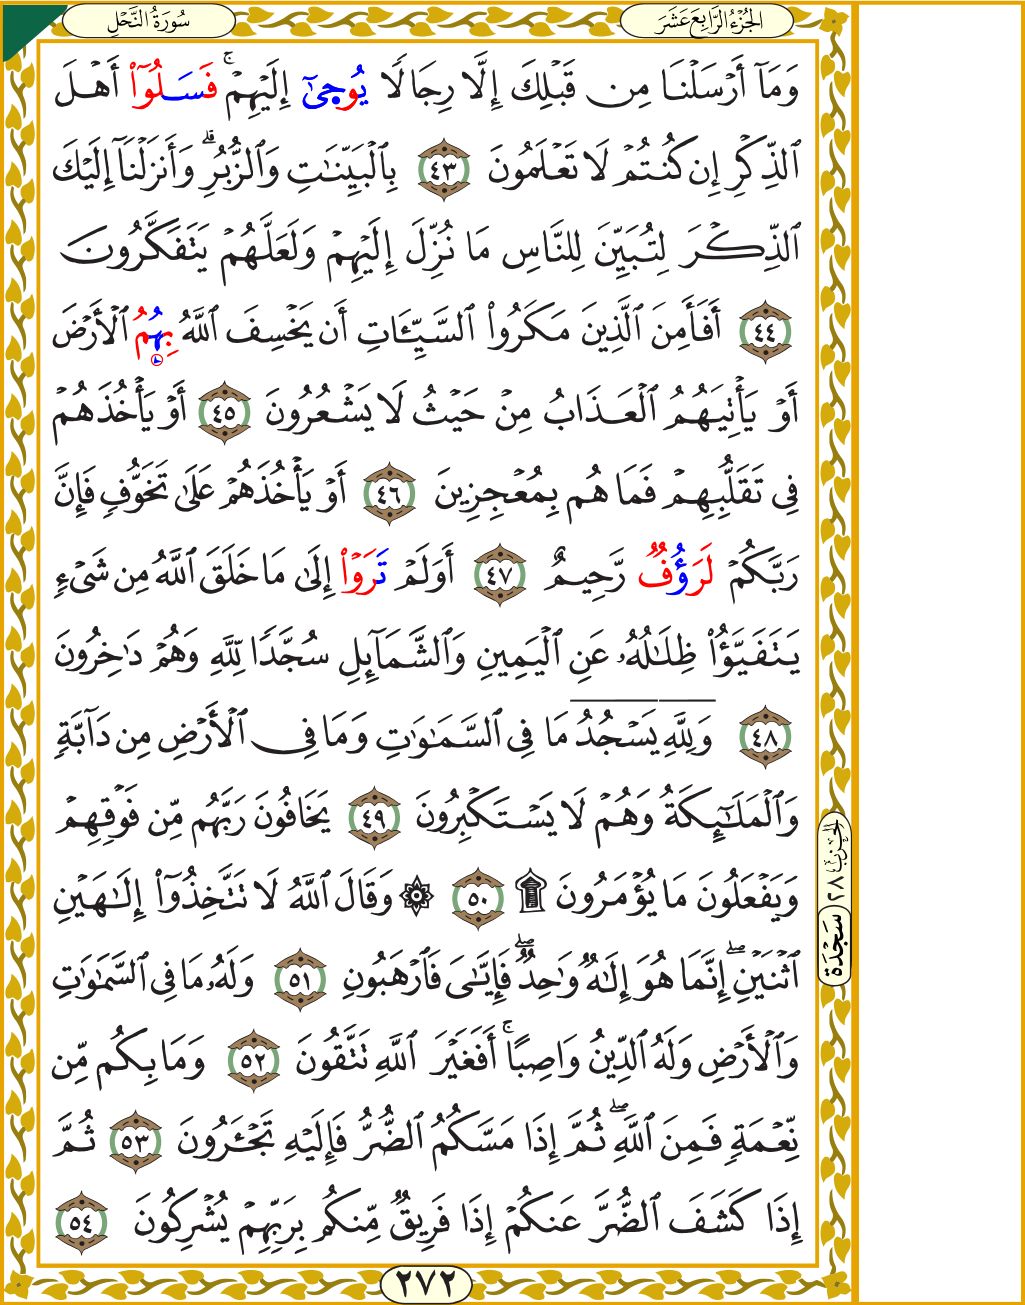 الجُزْءُ الرَّابِعَ عَشَرَ
سُورَةُ النَّحْلِ
وَمَآ أَرْسَلْنَا مِن قَبْلِكَ إِلَّا رِجَالًا يُوحَىٰٓ إِلَيْهِمْۚ فَسَلُوٓا۟ أَهْلَ
ٱلذِّكْرِ إِن كُنتُمْ لَا تَعْلَمُونَ ٤٣ بِٱلْبَيِّنَٰتِ وَٱلزُّبُرِۗ وَأَنزَلْنَآ إِلَيْكَ
ٱلذِّكْرَ لِتُبَيِّنَ لِلنَّاسِ مَا نُزِّلَ إِلَيْهِمْ وَلَعَلَّهُمْ يَتَفَكَّرُونَ
٤٤ أَفَأَمِنَ ٱلَّذِينَ مَكَرُوا۟ ٱلسَّيِّـَٔاتِ أَن يَخْسِفَ ٱللَّهُ بِهُمُ ٱلْأَرْضَ
أَوْ يَأْتِيَهُمُ ٱلْعَذَابُ مِنْ حَيْثُ لَا يَشْعُرُونَ ٤٥ أَوْ يَأْخُذَهُمْ
فِى تَقَلُّبِهِمْ فَمَا هُم بِمُعْجِزِينَ ٤٦ أَوْ يَأْخُذَهُمْ عَلَىٰ تَخَوُّفٍ فَإِنَّ
رَبَّكُمْ لَرَؤُفٌ رَّحِيمٌ ٤٧ أَوَلَمْ تَرَوْا۟ إِلَىٰ مَا خَلَقَ ٱللَّهُ مِن شَىْءٍ
يَتَفَيَّؤُا۟ ظِلَٰلُهُۥ عَنِ ٱلْيَمِينِ وَٱلشَّمَآئِلِ سُجَّدًا لِّلَّهِ وَهُمْ دَٰخِرُونَ
٤٨ وَلِلَّهِ يَسْجُدُ مَا فِى ٱلسَّمَٰوَٰتِ وَمَا فِى ٱلْأَرْضِ مِن دَآبَّةٍ
وَٱلْمَلَٰٓئِكَةُ وَهُمْ لَا يَسْتَكْبِرُونَ ٤٩ يَخَافُونَ رَبَّهُم مِّن فَوْقِهِمْ
وَيَفْعَلُونَ مَا يُؤْمَرُونَ ۩ ٥٠ ۞ وَقَالَ ٱللَّهُ لَا تَتَّخِذُوٓا۟ إِلَٰهَيْنِ
ٱثْنَيْنِۖ إِنَّمَا هُوَ إِلَٰهٌ وَٰحِدٌۖ فَإِيَّٰىَ فَٱرْهَبُونِ ٥١ وَلَهُۥ مَا فِى ٱلسَّمَٰوَٰتِ
وَٱلْأَرْضِ وَلَهُ ٱلدِّينُ وَاصِبًاۚ أَفَغَيْرَ ٱللَّهِ تَتَّقُونَ ٥٢ وَمَا بِكُم مِّن
نِّعْمَةٍ فَمِنَ ٱللَّهِۖ ثُمَّ إِذَا مَسَّكُمُ ٱلضُّرُّ فَإِلَيْهِ تَجْـَٔرُونَ ٥٣ ثُمَّ
إِذَا كَشَفَ ٱلضُّرَّ عَنكُمْ إِذَا فَرِيقٌ مِّنكُم بِرَبِّهِمْ يُشْرِكُونَ ٥٤
الحزب ٢٨
سَجْدَة
٢٧٢